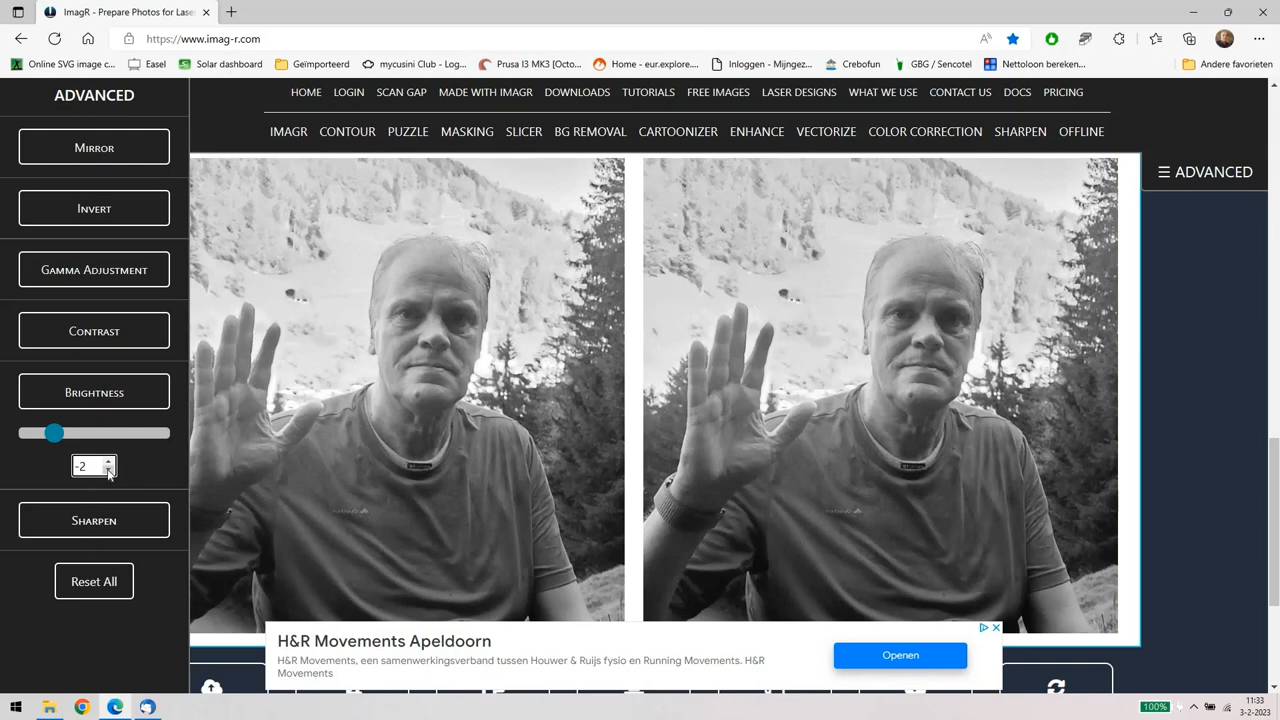 ImagR - Prepare Photos for Laser
https://www.imag-r.com
Online SVG image c...
Easel
Solar dashboard
Geïmporteerd
mycusini Club - Log...
Prusa I3 MK3 [Octo...
Home - eur.explore....
Inloggen - Mijngez...
Crebofun
GBG / Sencotel
Nettoloon bereken...
Andere favorieten
ADVANCED
HOME LOGIN SCAN GAP MADE WITH IMAGR DOWNLOADS TUTORIALS FREE IMAGES LASER DESIGNS WHAT WE USE CONTACT US DOCS PRICING
IMAGR CONTOUR PUZZLE MASKING SLICER BG REMOVAL CARTOONIZER ENHANCE VECTORIZE COLOR CORRECTION SHARPEN OFFLINE
☰ ADVANCED
MIRROR
INVERT
GAMMA ADJUSTMENT
CONTRAST
BRIGHTNESS
-2
SHARPEN
Reset All
H&R Movements Apeldoorn
H&R Movements, een samenwerkingsverband tussen Houwer & Ruijs fysio en Running Movements. H&R
Movements
Openen
100%
11:33
3-2-2023